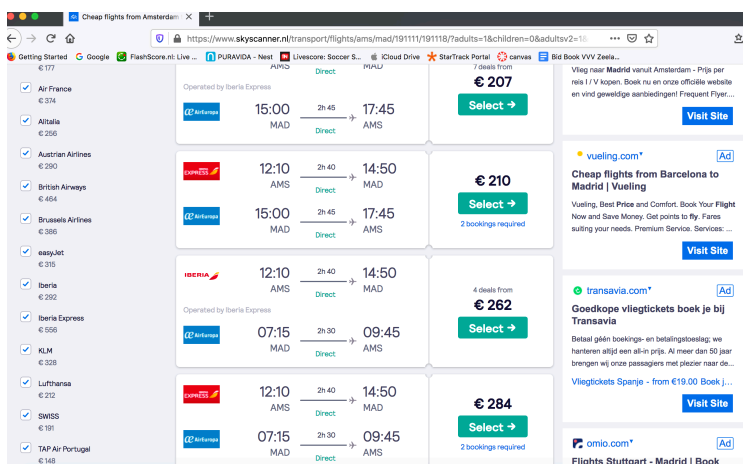 Cheap flights from Amsterdam
https://www.skyscanner.nl/transport/flights/ams/mad/191111/191118/?adults=1&children=0&adultsv2=1&
Getting Started
Google
FlashScore.nl: Live ...
PURAVIDA - Nest
Livescore: Soccer S...
iCloud Drive
StarTrack Portal
canvas
Bid Book VVV Zeela...
€ 177
Air France
€ 374
Alitalia
€ 256
Austrian Airlines
€ 290
British Airways
€ 464
Brussels Airlines
€ 386
easyJet
€ 315
Iberia
€ 292
Iberia Express
€ 556
KLM
€ 328
Lufthansa
€ 212
SWISS
€ 191
TAP Air Portugal
€ 148
AMS
Direct
MAD
Operated by Iberia Express
AirEuropa
15:00
2h 45
17:45
MAD
Direct
AMS
7 deals from
€ 207
Select →
EXPRESS
12:10
2h 40
14:50
AMS
Direct
MAD
AirEuropa
15:00
2h 45
17:45
MAD
Direct
AMS
€ 210
Select →
2 bookings required
IBERIA
12:10
2h 40
14:50
AMS
Direct
MAD
Operated by Iberia Express
AirEuropa
07:15
2h 30
09:45
MAD
Direct
AMS
4 deals from
€ 262
Select →
EXPRESS
12:10
2h 40
14:50
AMS
Direct
MAD
AirEuropa
07:15
2h 30
09:45
MAD
Direct
AMS
€ 284
Select →
2 bookings required
Vlieg naar Madrid vanuit Amsterdam - Prijs per
reis I / V kopen. Boek nu on onze officiële website
en vind geweldige aanbiedingen! Frequent Flyer....
Visit Site
vueling.com
Ad
Cheap flights from Barcelona to
Madrid | Vueling
Vueling, Best Price and Comfort. Book Your Flight
Now and Save Money. Get points to fly. Fares
suiting your needs. Premium Service. Services: ...
Visit Site
transavia.com
Ad
Goedkope vliegtickets boek je bij
Transavia
Betaal géén boekings- en betalingstoeslag; we
hanteren altijd een all-in prijs. Al meer dan 50 jaar
brengen wij onze passagiers met plezier naar de...
Vliegtickets Spanje - from €19.00 Boek j...
Visit Site
omio.com
Ad
Flights Stuttgart - Madrid | Book